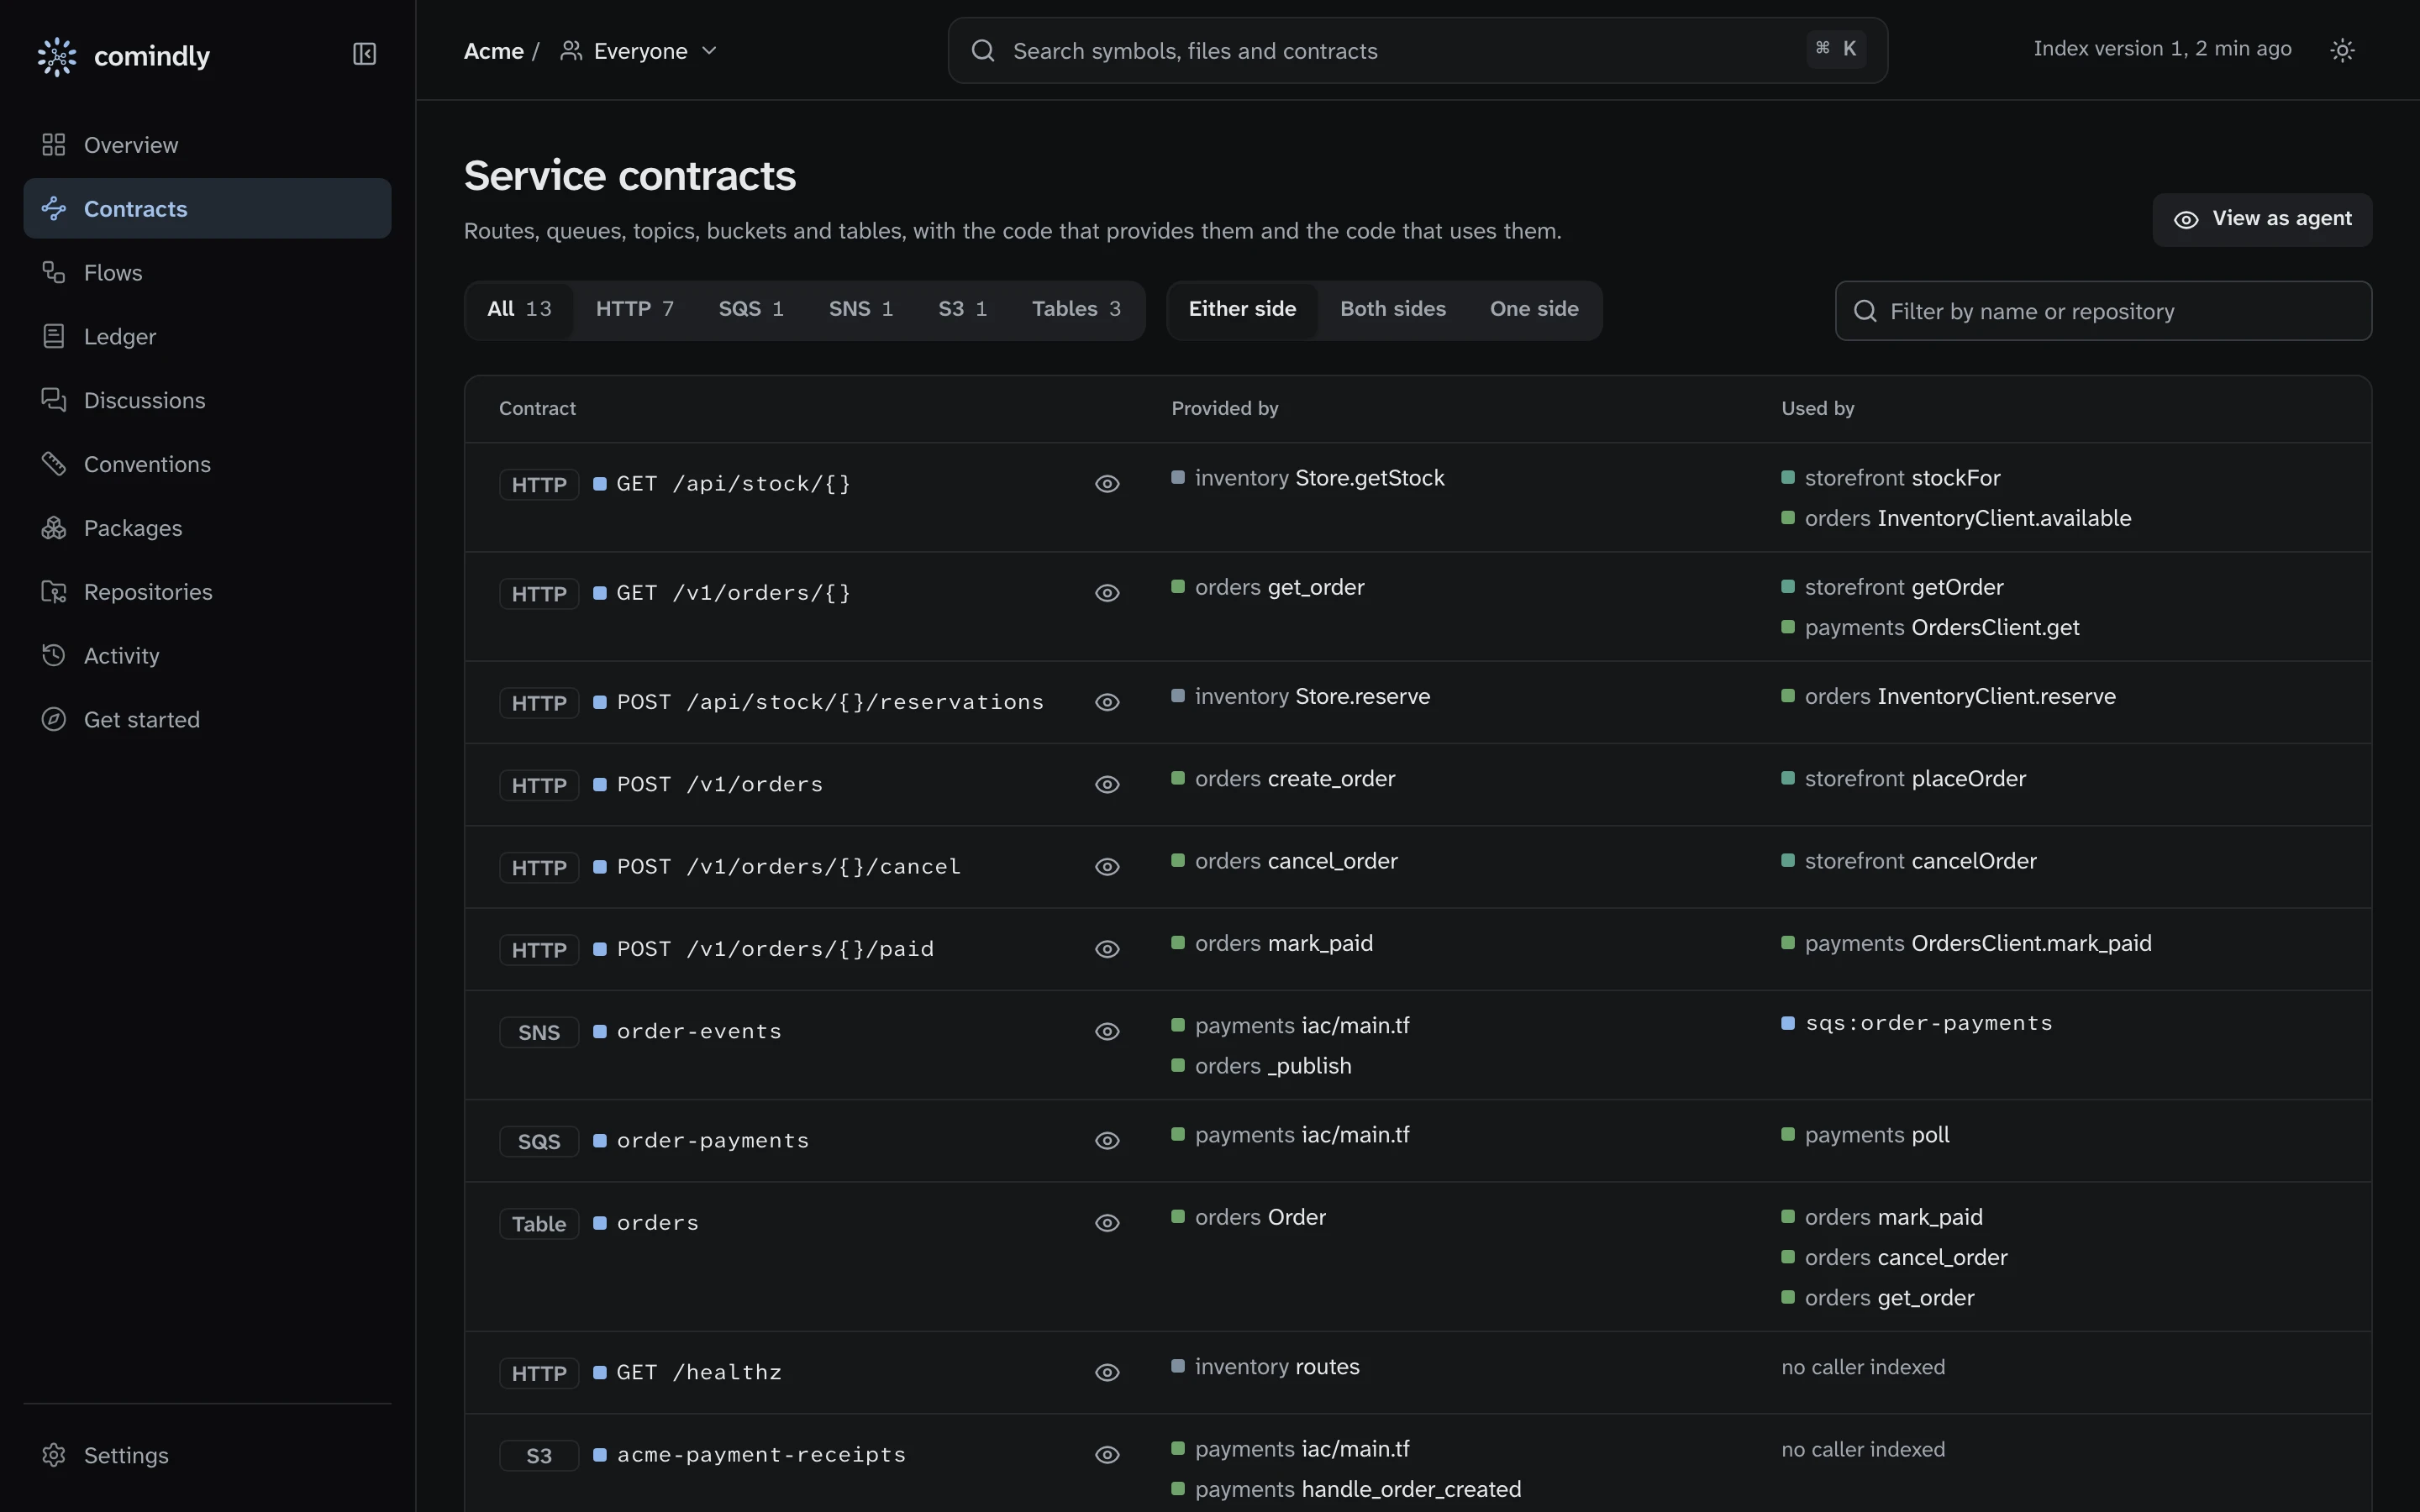 comindly
Acme / Everyone
Search symbols, files and contracts ⌘ K
Index version 1, 2 min ago
Overview
Contracts
Flows
Ledger
Discussions
Conventions
Packages
Repositories
Activity
Get started
Settings
Service contracts
Routes, queues, topics, buckets and tables, with the code that provides them and the code that uses them.
View as agent
All 13 HTTP 7 SQS 1 SNS 1 S3 1 Tables 3
Either side Both sides One side
Filter by name or repository
Contract Provided by Used by
HTTP GET /api/stock/{} inventory Store.getStock storefront stockFor
orders InventoryClient.available
HTTP GET /v1/orders/{} orders get_order storefront getOrder
payments OrdersClient.get
HTTP POST /api/stock/{}/reservations inventory Store.reserve orders InventoryClient.reserve
HTTP POST /v1/orders orders create_order storefront placeOrder
HTTP POST /v1/orders/{}/cancel orders cancel_order storefront cancelOrder
HTTP POST /v1/orders/{}/paid orders mark_paid payments OrdersClient.mark_paid
SNS order-events payments iac/main.tf sqs:order-payments
orders _publish
SQS order-payments payments iac/main.tf payments poll
Table orders orders Order orders mark_paid
orders cancel_order
orders get_order
HTTP GET /healthz inventory routes no caller indexed
S3 acme-payment-receipts payments iac/main.tf no caller indexed
payments handle_order_created